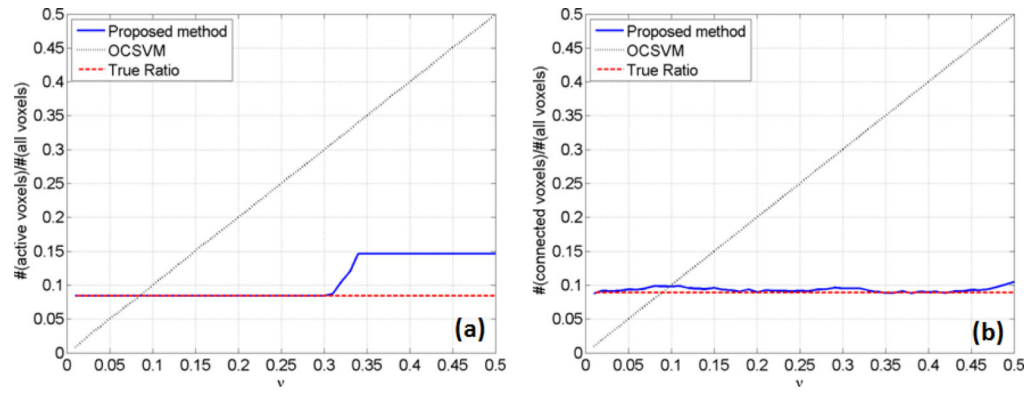 #(active voxels)/#(all voxels)
0.5
0.45
0.4
0.35
0.3
0.25
0.2
0.15
0.1
0.05
0
Proposed method
OCSVM
True Ratio
(a)
0 0.05 0.1 0.15 0.2 0.25 0.3 0.35 0.4 0.45 0.5
ν
#(connected voxels)/#(all voxels)
0.5
0.45
0.4
0.35
0.3
0.25
0.2
0.15
0.1
0.05
0
Proposed method
OCSVM
True Ratio
(b)
0 0.05 0.1 0.15 0.2 0.25 0.3 0.35 0.4 0.45 0.5
ν